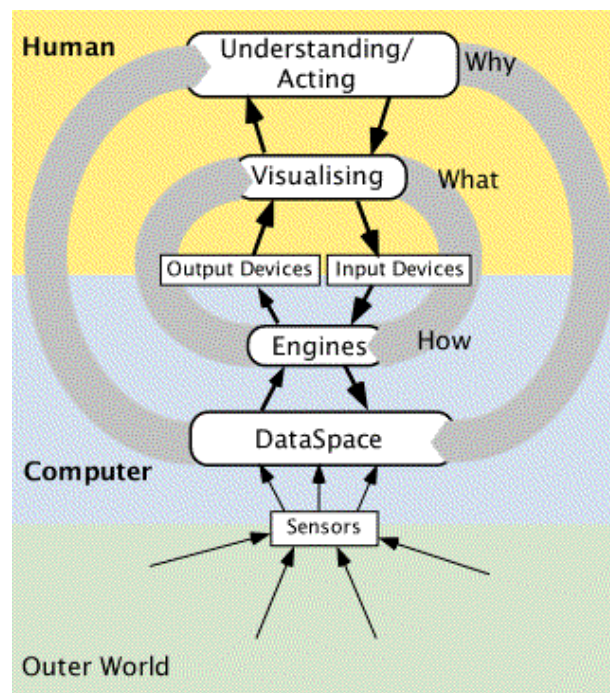 Human
Understanding/
Acting
Why
Visualising
What
Output Devices
Input Devices
Engines
How
DataSpace
Computer
Sensors
Outer World